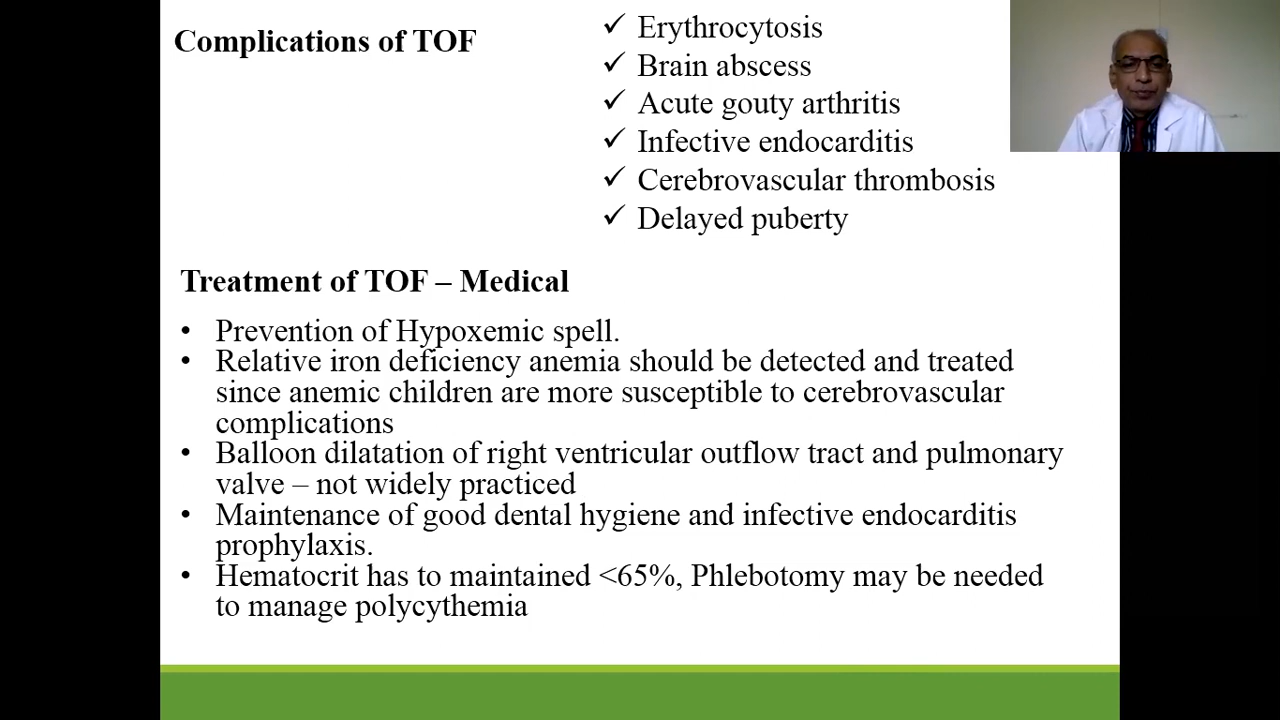 Complications of TOF
✓ Erythrocytosis
✓ Brain abscess
✓ Acute gouty arthritis
✓ Infective endocarditis
✓ Cerebrovascular thrombosis
✓ Delayed puberty
Treatment of TOF – Medical
• Prevention of Hypoxemic spell.
• Relative iron deficiency anemia should be detected and treated
since anemic children are more susceptible to cerebrovascular
complications
• Balloon dilatation of right ventricular outflow tract and pulmonary
valve – not widely practiced
• Maintenance of good dental hygiene and infective endocarditis
prophylaxis.
• Hematocrit has to maintained <65%, Phlebotomy may be needed
to manage polycythemia